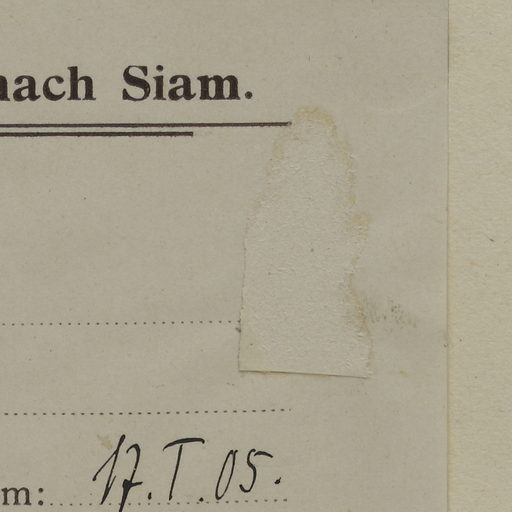 nach Siam.
m: 17. I. 05.